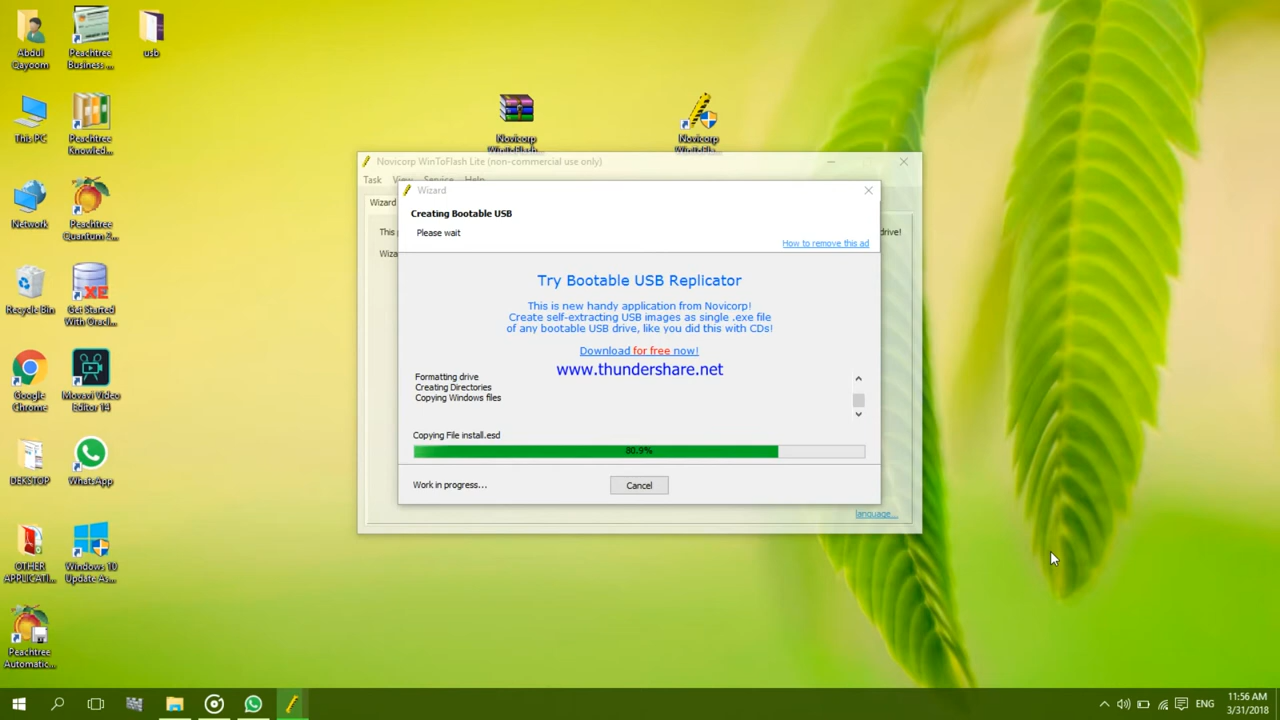 Abdul
Qayoom
Peachtree
Business ...
usb
This PC
Peachtree
Knowled...
Network
Peachtree
Quantum 2...
Recycle Bin
Get Started
With Oracl...
Google
Chrome
Movavi Video
Editor 14
DEKSTOP
WhatsApp
OTHER
APPLICATI...
Windows 10
Update As...
Peachtree
Automatic...
Novicorp
WinToFlash...
Novicorp
WinToFla...
Novicorp WinToFlash Lite (non-commercial use only)
Task View Service Help
Wizard
This drive!
Wiza
Wizard
Creating Bootable USB
Please wait
How to remove this ad
Try Bootable USB Replicator
This is new handy application from Novicorp!
Create self-extracting USB images as single .exe file
of any bootable USB drive, like you did this with CDs!
Download for free now!
www.thundershare.net
Formatting drive
Creating Directories
Copying Windows files
Copying File install.esd
80.9%
Work in progress...
Cancel
language...
ENG
11:56 AM
3/31/2018